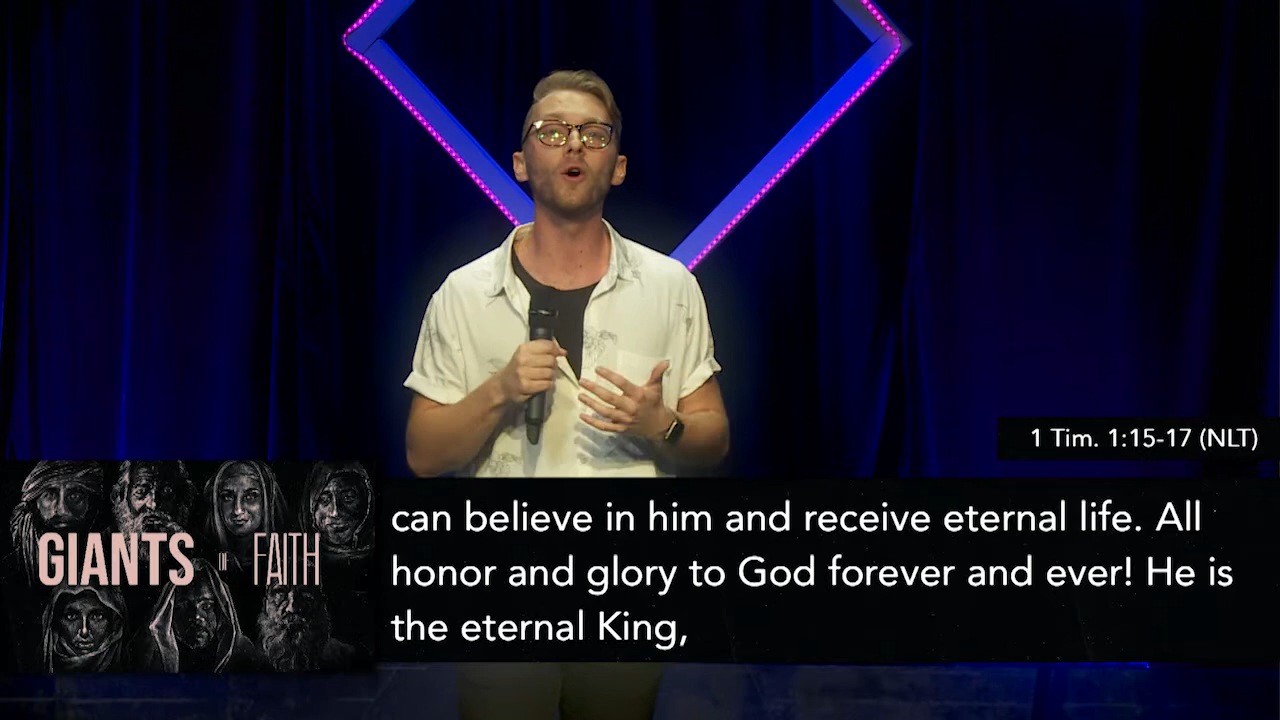 1 Tim. 1:15-17 (NLT)
GIANTS OF FAITH
can believe in him and receive eternal life. All
honor and glory to God forever and ever! He is
the eternal King,